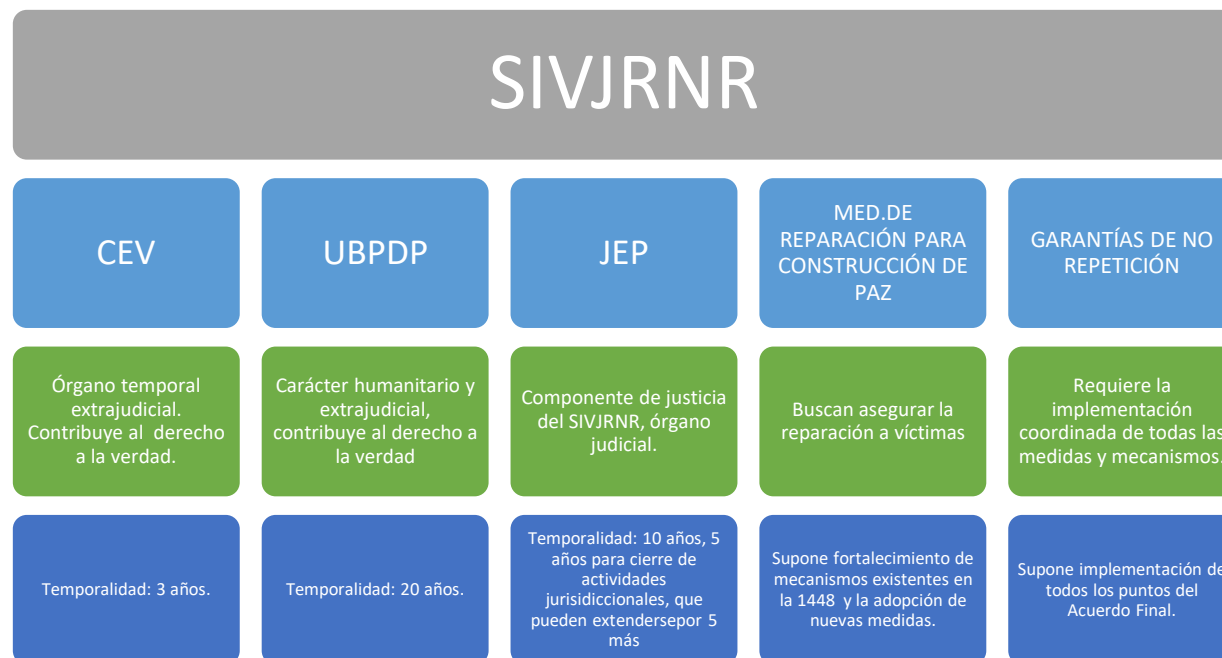 SIVJRNR
CEV
UBPDP
JEP
MED.DE
REPARACIÓN PARA
CONSTRUCCIÓN DE
PAZ
GARANTÍAS DE NO
REPETICIÓN
Órgano temporal
extrajudicial.
Contribuye al derecho
a la verdad.
Carácter humanitario y
extrajudicial,
contribuye al derecho a
la verdad
Componente de justicia
del SIVJRNR, órgano
judicial.
Buscan asegurar la
reparación a víctimas
Requiere la
implementación
coordinada de todas las
medidas y mecanismos.
Temporalidad: 3 años.
Temporalidad: 20 años.
Temporalidad: 10 años, 5
años para cierre de
actividades
jurisidiccionales, que
pueden extendersepor 5
más
Supone fortalecimiento de
mecanismos existentes en
la 1448 y la adopción de
nuevas medidas.
Supone implementación de
todos los puntos del
Acuerdo Final.